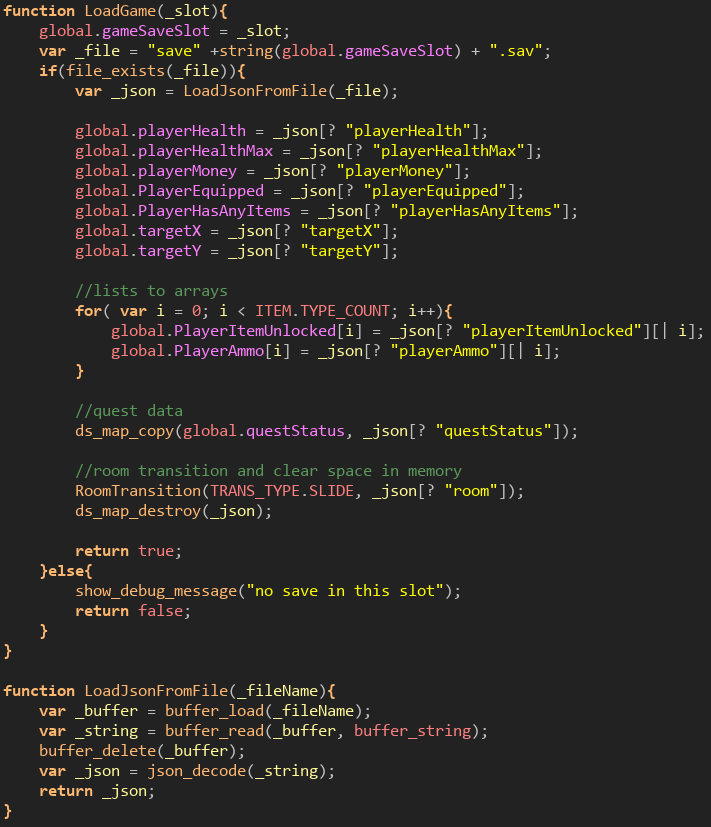 function LoadGame(_slot){
    global.gameSaveSlot = _slot;
    var _file = "save" +string(global.gameSaveSlot) + ".sav";
    if(file_exists(_file)){
        var _json = LoadJsonFromFile(_file);

        global.playerHealth = _json[? "playerHealth"];
        global.playerHealthMax = _json[? "playerHealthMax"];
        global.playerMoney = _json[? "playerMoney"];
        global.PlayerEquipped = _json[? "playerEquipped"];
        global.PlayerHasAnyItems = _json[? "playerHasAnyItems"];
        global.targetX = _json[? "targetX"];
        global.targetY = _json[? "targetY"];

        //lists to arrays
        for( var i = 0; i < ITEM.TYPE_COUNT; i++){
            global.PlayerItemUnlocked[i] = _json[? "playerItemUnlocked"][| i];
            global.PlayerAmmo[i] = _json[? "playerAmmo"][| i];
        }

        //quest data
        ds_map_copy(global.questStatus, _json[? "questStatus"]);

        //room transition and clear space in memory
        RoomTransition(TRANS_TYPE.SLIDE, _json[? "room"]);
        ds_map_destroy(_json);

        return true;
    }else{
        show_debug_message("no save in this slot");
        return false;
    }
}

function LoadJsonFromFile(_fileName){
    var _buffer = buffer_load(_fileName);
    var _string = buffer_read(_buffer, buffer_string);
    buffer_delete(_buffer);
    var _json = json_decode(_string);
    return _json;
}